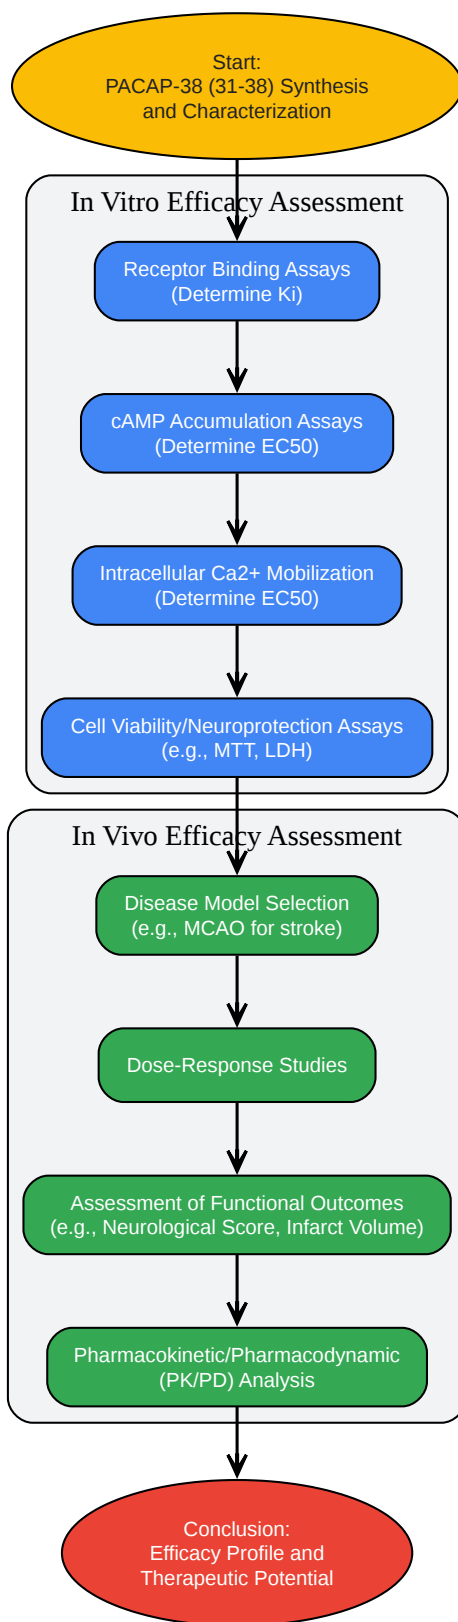 Start:
PACAP-38 (31-38) Synthesis
and Characterization
In Vitro Efficacy Assessment
Receptor Binding Assays
(Determine Ki)
cAMP Accumulation Assays
(Determine EC50)
Intracellular Ca2+ Mobilization
(Determine EC50)
Cell Viability/Neuroprotection Assays
(e.g., MTT, LDH)
In Vivo Efficacy Assessment
Disease Model Selection
(e.g., MCAO for stroke)
Dose-Response Studies
Assessment of Functional Outcomes
(e.g., Neurological Score, Infarct Volume)
Pharmacokinetic/Pharmacodynamic
(PK/PD) Analysis
Conclusion:
Efficacy Profile and
Therapeutic Potential